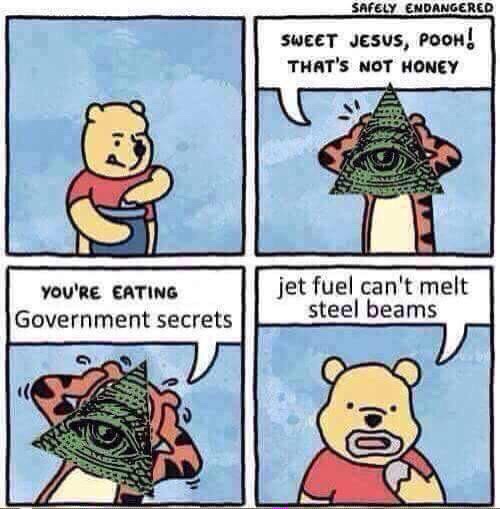 SAFELY ENDANGERED
SWEET JESUS, POOH!
THAT'S NOT HONEY
YOU'RE EATING
Government secrets
jet fuel can't melt
steel beams